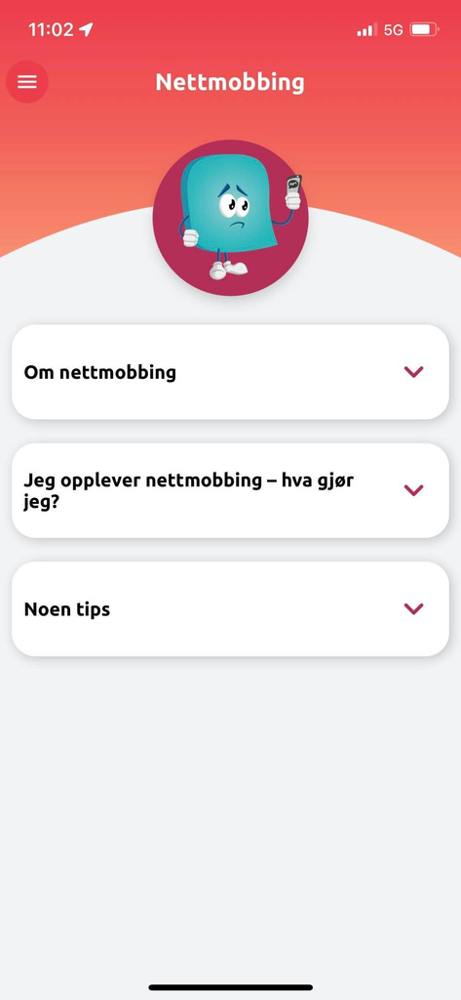 11:02
5G
Nettmobbing
Om nettmobbing
Jeg opplever nettmobbing – hva gjør
jeg?
Noen tips